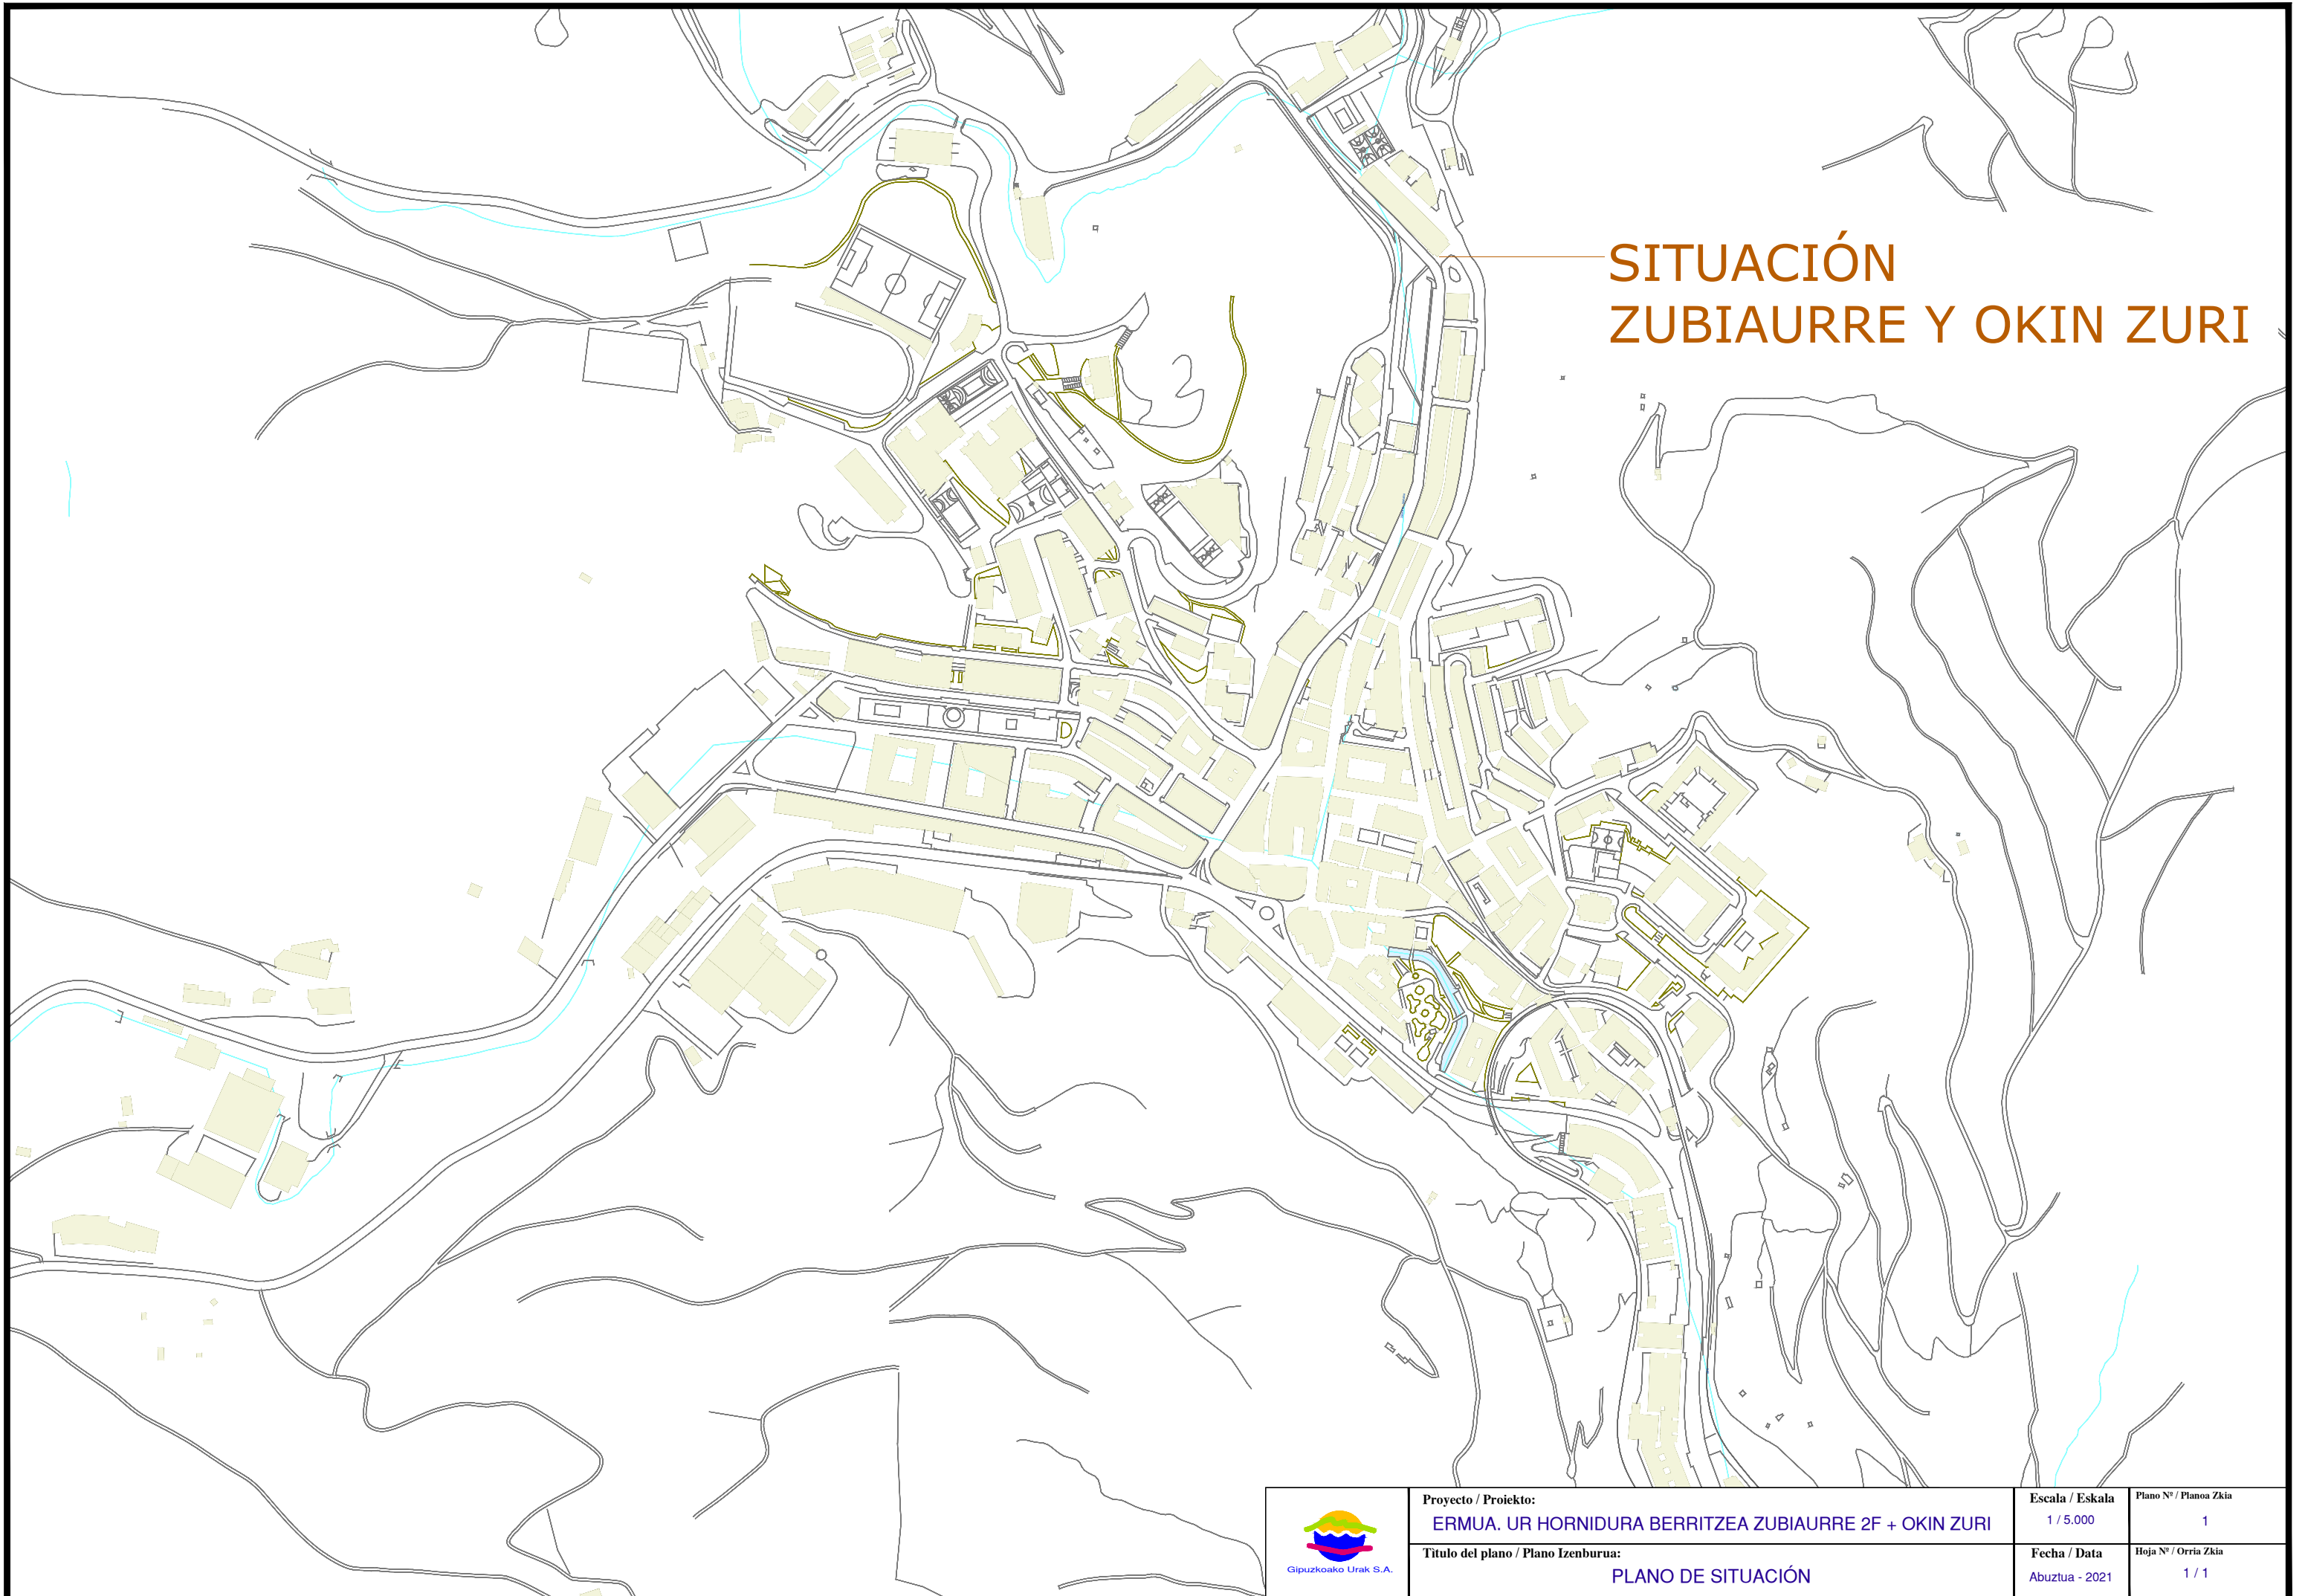 SITUACIÓN
ZUBIAURRE Y OKIN ZURI
Gipuzkoako Urak S.A.
Proyecto / Proiekto:
ERMUA. UR HORNIDURA BERRITZEA ZUBIAURRE 2F + OKIN ZURI
Titulo del plano / Plano Izenburua:
PLANO DE SITUACIÓN
Escala / Eskala
1 / 5.000
Fecha / Data
Abuztua - 2021
Plano Nº / Planoa Zkia
1
Hoja Nº / Orria Zkia
1 / 1